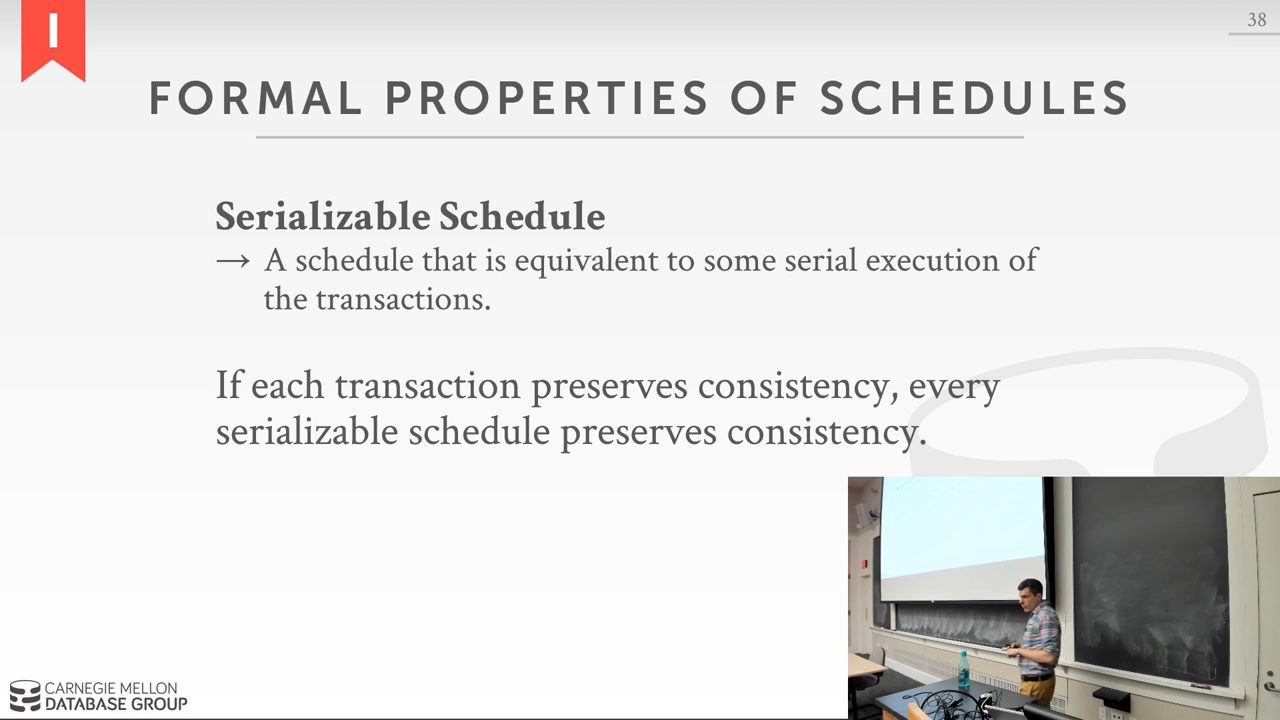 I
38
FORMAL PROPERTIES OF SCHEDULES
Serializable Schedule
→ A schedule that is equivalent to some serial execution of
the transactions.
If each transaction preserves consistency, every
serializable schedule preserves consistency.
CARNEGIE MELLON
DATABASE GROUP